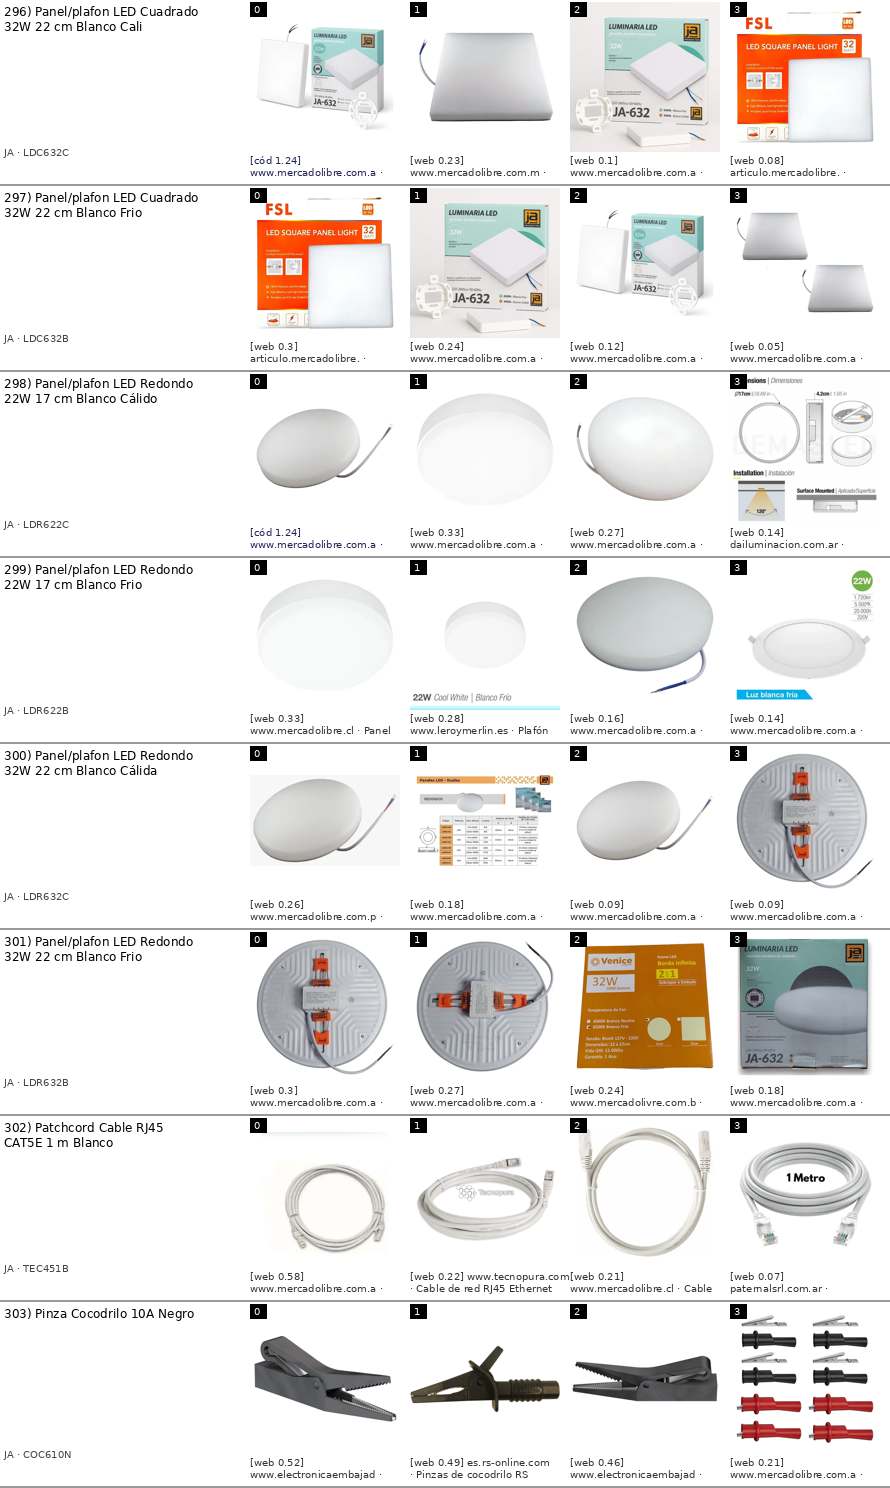 296) Panel/plafon LED Cuadrado
32W 22 cm Blanco Cali
JA · LDC632C
0
LUMINARIA LED
JA-632
[cód 1.24]
www.mercadolibre.com.a ·
1
[web 0.23]
www.mercadolibre.com.m ·
2
LUMINARIA LED
32W
ja
JA-632
[web 0.1]
www.mercadolibre.com.a ·
3
FSL
LED SQUARE PANEL LIGHT 32
[web 0.08]
articulo.mercadolibre. ·
297) Panel/plafon LED Cuadrado
32W 22 cm Blanco Frio
JA · LDC632B
0
FSL
LED SQUARE PANEL LIGHT 32
[web 0.3]
articulo.mercadolibre. ·
1
LUMINARIA LED
ja
JA-632
[web 0.24]
www.mercadolibre.com.a ·
2
LUMINARIA LED
JA-632
[web 0.12]
www.mercadolibre.com.a ·
3
[web 0.05]
www.mercadolibre.com.a ·
298) Panel/plafon LED Redondo
22W 17 cm Blanco Cálido
JA · LDR622C
0
[cód 1.24]
www.mercadolibre.com.a ·
1
[web 0.33]
www.mercadolibre.com.a ·
2
[web 0.27]
www.mercadolibre.com.a ·
3
ensions | Dimensiones
4.2cm
Installation | Instalación
Surface Mounted | Aplicado/Superficie
120°
[web 0.14]
dailuminacion.com.ar ·
299) Panel/plafon LED Redondo
22W 17 cm Blanco Frio
JA · LDR622B
0
[web 0.33]
www.mercadolibre.cl · Panel
1
22W Cool White | Blanco Frío
[web 0.28]
www.leroymerlin.es · Plafón
2
[web 0.16]
www.mercadolibre.com.a ·
3
22W
220V
Luz blanca fría
[web 0.14]
www.mercadolibre.com.a ·
300) Panel/plafon LED Redondo
32W 22 cm Blanco Cálida
JA · LDR632C
0
[web 0.26]
www.mercadolibre.com.p ·
1
[web 0.18]
www.mercadolibre.com.a ·
2
[web 0.09]
www.mercadolibre.com.a ·
3
[web 0.09]
www.mercadolibre.com.a ·
301) Panel/plafon LED Redondo
32W 22 cm Blanco Frio
JA · LDR632B
0
[web 0.3]
www.mercadolibre.com.a ·
1
[web 0.27]
www.mercadolibre.com.a ·
2
Venice
Painel LED
Borda Infinita
2:1
32W
[web 0.24]
www.mercadolivre.com.b ·
3
LUMINARIA LED
32W
ja
JA-632
[web 0.18]
www.mercadolibre.com.a ·
302) Patchcord Cable RJ45
CAT5E 1 m Blanco
JA · TEC451B
0
[web 0.58]
www.mercadolibre.com.a ·
1
Tecnopura
[web 0.22] www.tecnopura.com
· Cable de red RJ45 Ethernet
2
[web 0.21]
www.mercadolibre.cl · Cable
3
1 Metro
[web 0.07]
paternalsrl.com.ar ·
303) Pinza Cocodrilo 10A Negro
JA · COC610N
0
[web 0.52]
www.electronicaembajad ·
1
[web 0.49] es.rs-online.com
· Pinzas de cocodrilo RS
2
[web 0.46]
www.electronicaembajad ·
3
[web 0.21]
www.mercadolibre.com.a ·